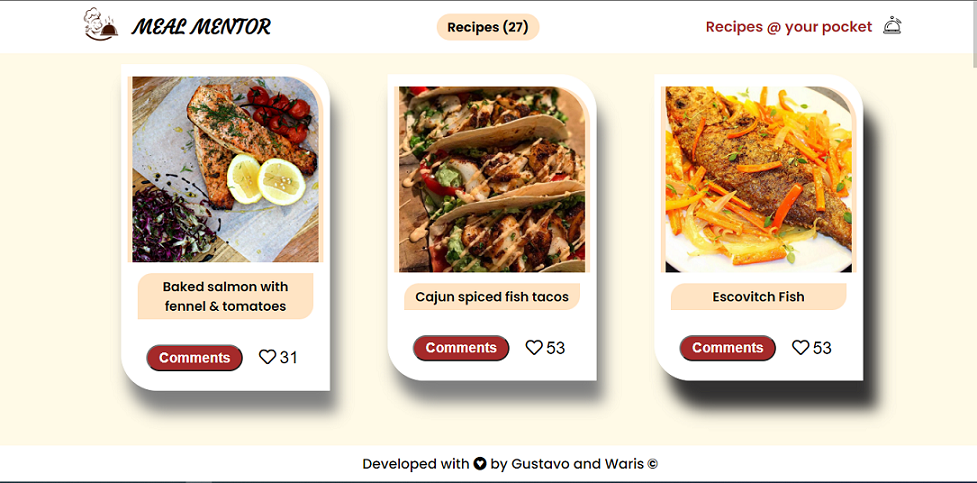 MEAL MENTOR
Recipes (27)
Recipes @ your pocket
Baked salmon with
fennel & tomatoes
Comments
31
Cajun spiced fish tacos
Comments
53
Escovitch Fish
Comments
53
Developed with by Gustavo and Waris ©